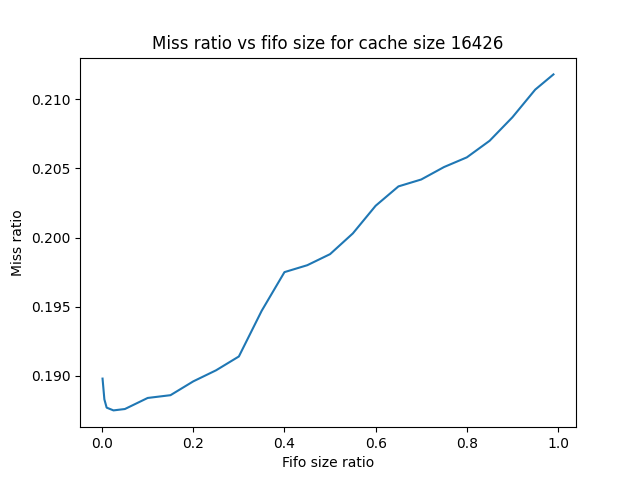 Miss ratio vs fifo size for cache size 16426
0.210
0.205
0.200
0.195
0.190
Miss ratio
0.0 0.2 0.4 0.6 0.8 1.0
Fifo size ratio